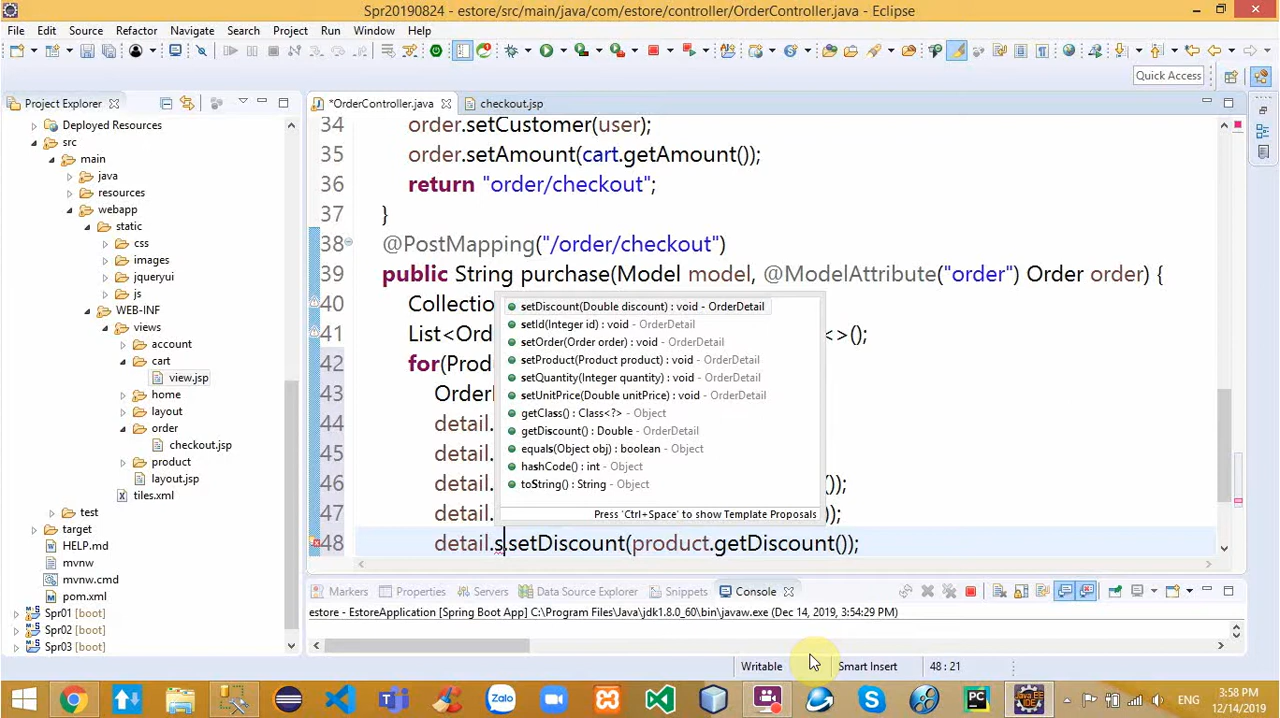 Spr20190824 - estore/src/main/java/com/estore/controller/OrderController.java - Eclipse
File Edit Source Refactor Navigate Search Project Run Window Help
Quick Access
Project Explorer
*OrderController.java
checkout.jsp
Deployed Resources
src
main
java
resources
webapp
static
css
images
jqueryui
js
WEB-INF
views
account
cart
view.jsp
home
layout
order
checkout.jsp
product
layout.jsp
tiles.xml
test
target
HELP.md
mvnw
mvnw.cmd
pom.xml
Spr01 [boot]
Spr02 [boot]
Spr03 [boot]
34 order.setCustomer(user);
35 order.setAmount(cart.getAmount());
36 return "order/checkout";
37 }
38 @PostMapping("/order/checkout")
39 public String purchase(Model model, @ModelAttribute("order") Order order) {
40 Collectio
41 List<Ord <>();
42 for(Prod
43 Order
44 detail.
45 detail.
46 detail. ());
47 detail. ));
48 detail.s.setDiscount(product.getDiscount());
setDiscount(Double discount) : void - OrderDetail
setId(Integer id) : void - OrderDetail
setOrder(Order order) : void - OrderDetail
setProduct(Product product) : void - OrderDetail
setQuantity(Integer quantity) : void - OrderDetail
setUnitPrice(Double unitPrice) : void - OrderDetail
getClass() : Class<?> - Object
getDiscount() : Double - OrderDetail
equals(Object obj) : boolean - Object
hashCode() : int - Object
toString() : String - Object
Press 'Ctrl+Space' to show Template Proposals
Markers Properties Servers Data Source Explorer Snippets Console
estore - EstoreApplication [Spring Boot App] C:\Program Files\Java\jdk1.8.0_60\bin\javaw.exe (Dec 14, 2019, 3:54:29 PM)
Writable Smart Insert 48 : 21
Zalo
PC
JavaEE
IDE
ENG
3:58 PM
12/14/2019